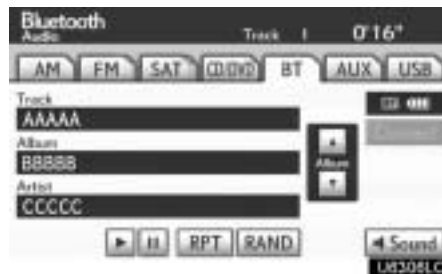 Bluetooth
Audio
Track 1 0'16"
AM FM SAT CD/DVD BT AUX USB
Track
AAAAA
Album
BBBBB
Album
Artist
CCCCC
RPT RAND
Sound
U6306LC